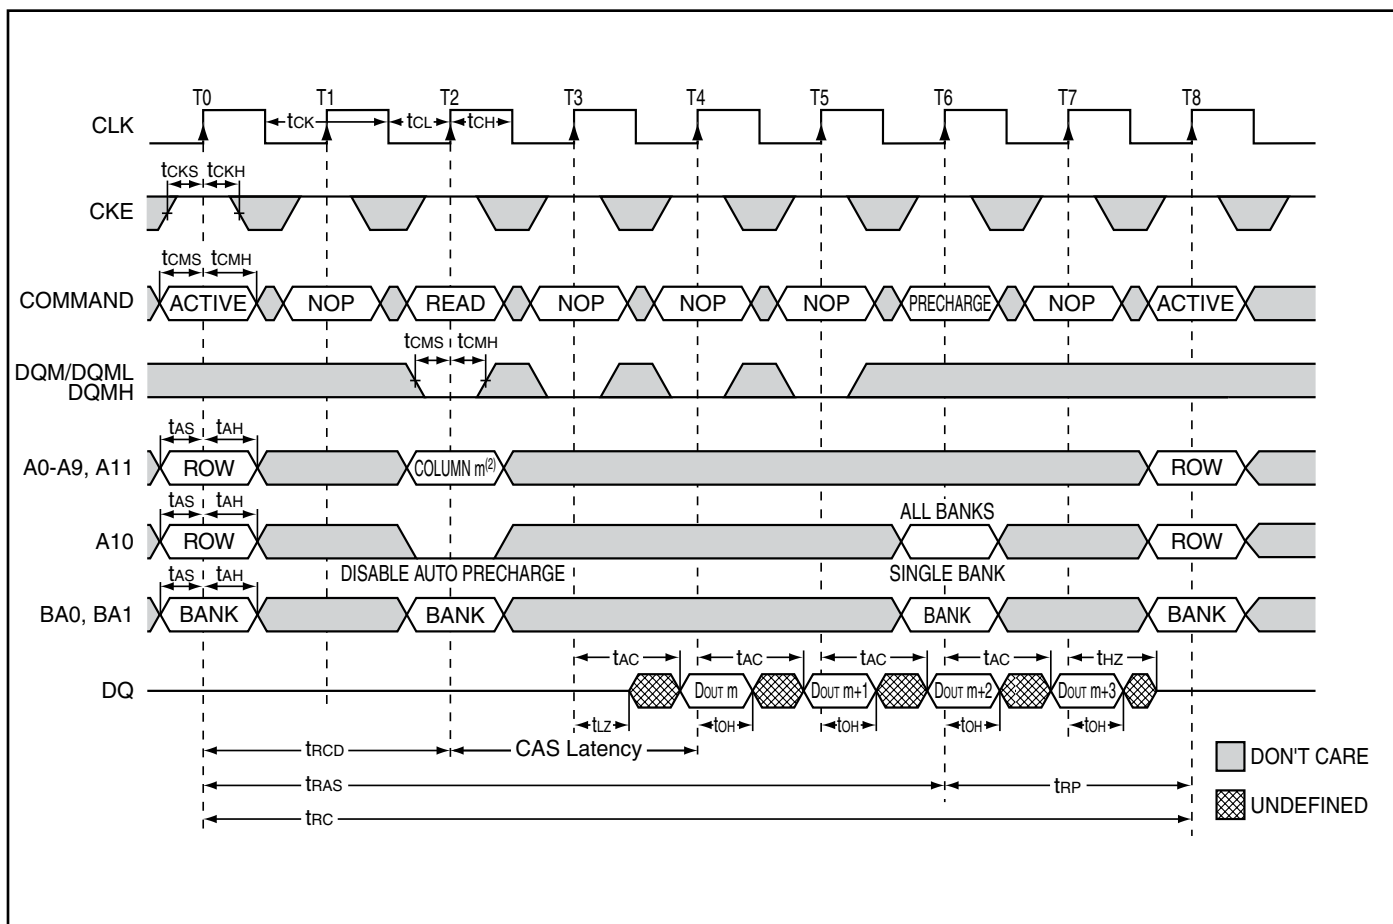 T0 T1 T2 T3 T4 T5 T6 T7 T8
CLK tCK tCL tCH
tCKS tCKH
CKE
tCMS tCMH
COMMAND ACTIVE NOP READ NOP NOP NOP PRECHARGE NOP ACTIVE
tCMS tCMH
DQM/DQML
DQMH
tAS tAH
A0-A9, A11 ROW COLUMN m(2) ROW
tAS tAH ALL BANKS
A10 ROW ROW
DISABLE AUTO PRECHARGE SINGLE BANK
tAS tAH
BA0, BA1 BANK BANK BANK BANK
tAC tAC tAC tAC tHZ
DQ DOUT m DOUT m+1 DOUT m+2 DOUT m+3
tLZ tOH tOH tOH tOH
tRCD CAS Latency
DON'T CARE
tRAS tRP
UNDEFINED
tRC